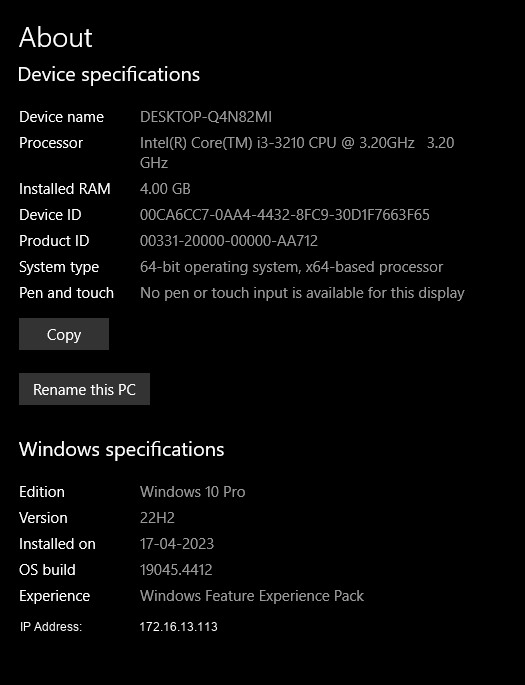 About
Device specifications
Device name DESKTOP-Q4N82MI
Processor Intel(R) Core(TM) i3-3210 CPU @ 3.20GHz 3.20
GHz
Installed RAM 4.00 GB
Device ID 00CA6CC7-0AA4-4432-8FC9-30D1F7663F65
Product ID 00331-20000-00000-AA712
System type 64-bit operating system, x64-based processor
Pen and touch No pen or touch input is available for this display
Copy
Rename this PC
Windows specifications
Edition Windows 10 Pro
Version 22H2
Installed on 17-04-2023
OS build 19045.4412
Experience Windows Feature Experience Pack
IP Address: 172.16.13.113